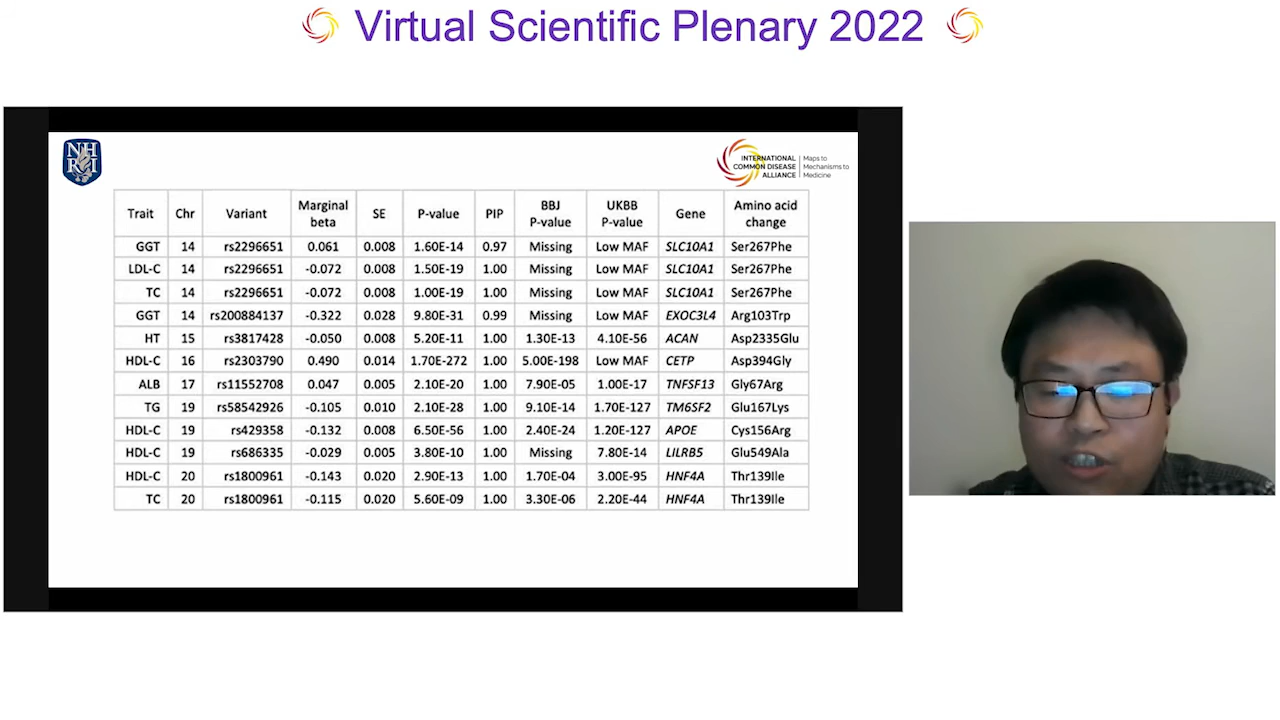 Virtual Scientific Plenary 2022
NH
RI
INTERNATIONAL
COMMON DISEASE
ALLIANCE
Maps to
Mechanisms to
Medicine
Trait Chr Variant Marginal beta SE P-value PIP BBJ P-value UKBB P-value Gene Amino acid change
GGT 14 rs2296651 0.061 0.008 1.60E-14 0.97 Missing Low MAF SLC10A1 Ser267Phe
LDL-C 14 rs2296651 -0.072 0.008 1.50E-19 1.00 Missing Low MAF SLC10A1 Ser267Phe
TC 14 rs2296651 -0.072 0.008 1.00E-19 1.00 Missing Low MAF SLC10A1 Ser267Phe
GGT 14 rs200884137 -0.322 0.028 9.80E-31 0.99 Missing Low MAF EXOC3L4 Arg103Trp
HT 15 rs3817428 -0.050 0.008 5.20E-11 1.00 1.30E-13 4.10E-56 ACAN Asp2335Glu
HDL-C 16 rs2303790 0.490 0.014 1.70E-272 1.00 5.00E-198 Low MAF CETP Asp394Gly
ALB 17 rs11552708 0.047 0.005 2.10E-20 1.00 7.90E-05 1.00E-17 TNFSF13 Gly67Arg
TG 19 rs58542926 -0.105 0.010 2.10E-28 1.00 9.10E-14 1.70E-127 TM6SF2 Glu167Lys
HDL-C 19 rs429358 -0.132 0.008 6.50E-56 1.00 2.40E-24 1.20E-127 APOE Cys156Arg
HDL-C 19 rs686335 -0.029 0.005 3.80E-10 1.00 Missing 7.80E-14 LILRB5 Glu549Ala
HDL-C 20 rs1800961 -0.143 0.020 2.90E-13 1.00 1.70E-04 3.00E-95 HNF4A Thr139Ile
TC 20 rs1800961 -0.115 0.020 5.60E-09 1.00 3.30E-06 2.20E-44 HNF4A Thr139Ile